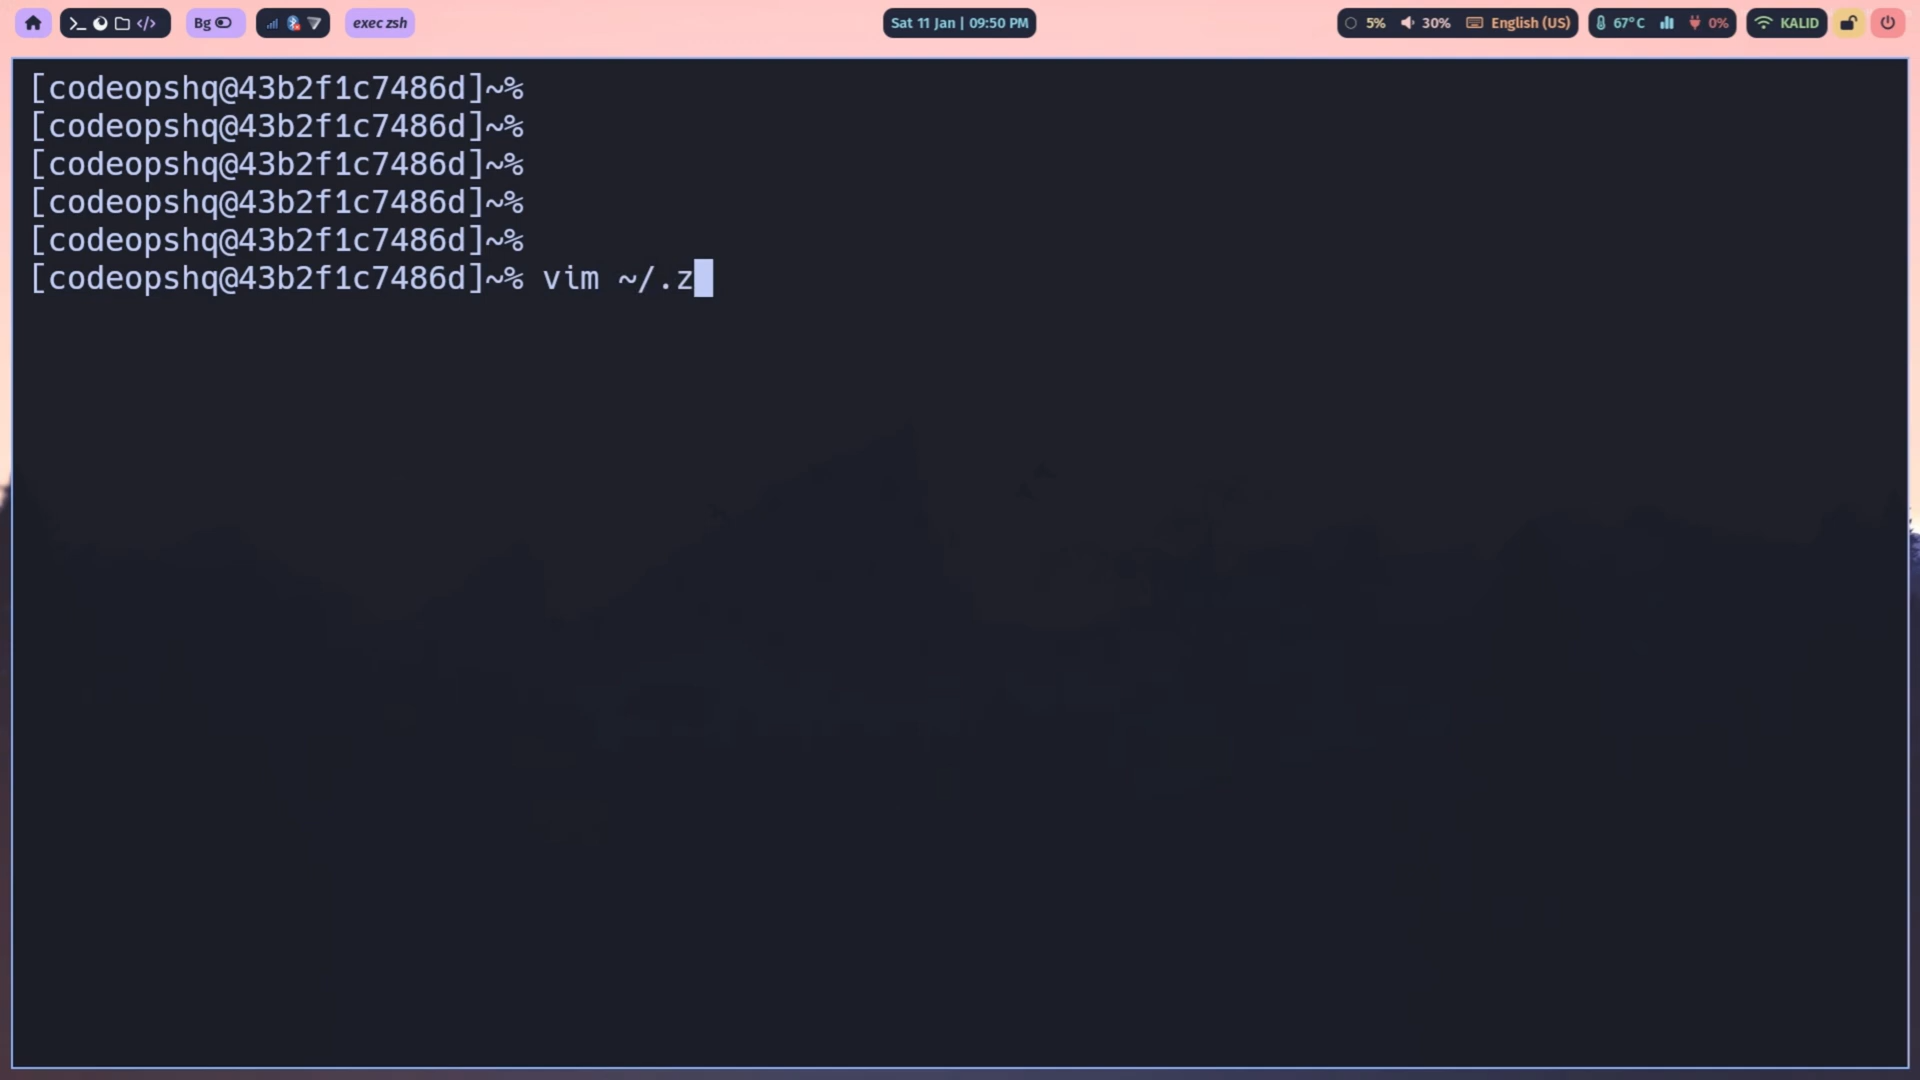 Bg
exec zsh
Sat 11 Jan | 09:50 PM
5%
30%
English (US)
67°C
0%
KALID
[codeopshq@43b2f1c7486d]~%
[codeopshq@43b2f1c7486d]~%
[codeopshq@43b2f1c7486d]~%
[codeopshq@43b2f1c7486d]~%
[codeopshq@43b2f1c7486d]~%
[codeopshq@43b2f1c7486d]~% vim ~/.z